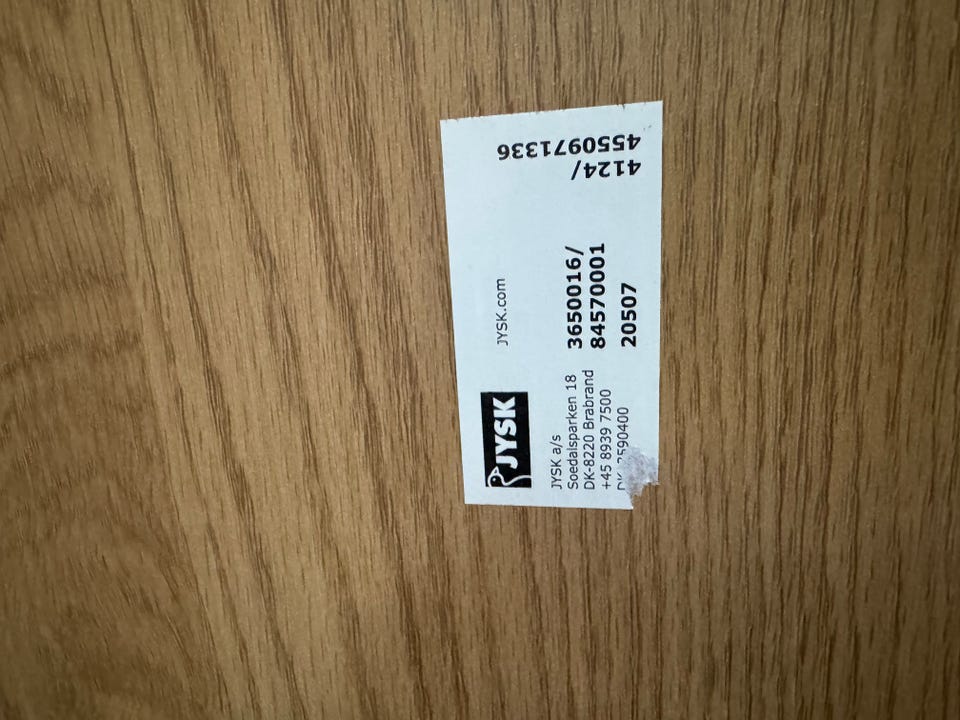 JYSK
JYSK.com
JYSK a/s
Soedalsparken 18
DK-8220 Brabrand
+45 8939 7500
3650016/
84570001
20507
4124/
4550971336